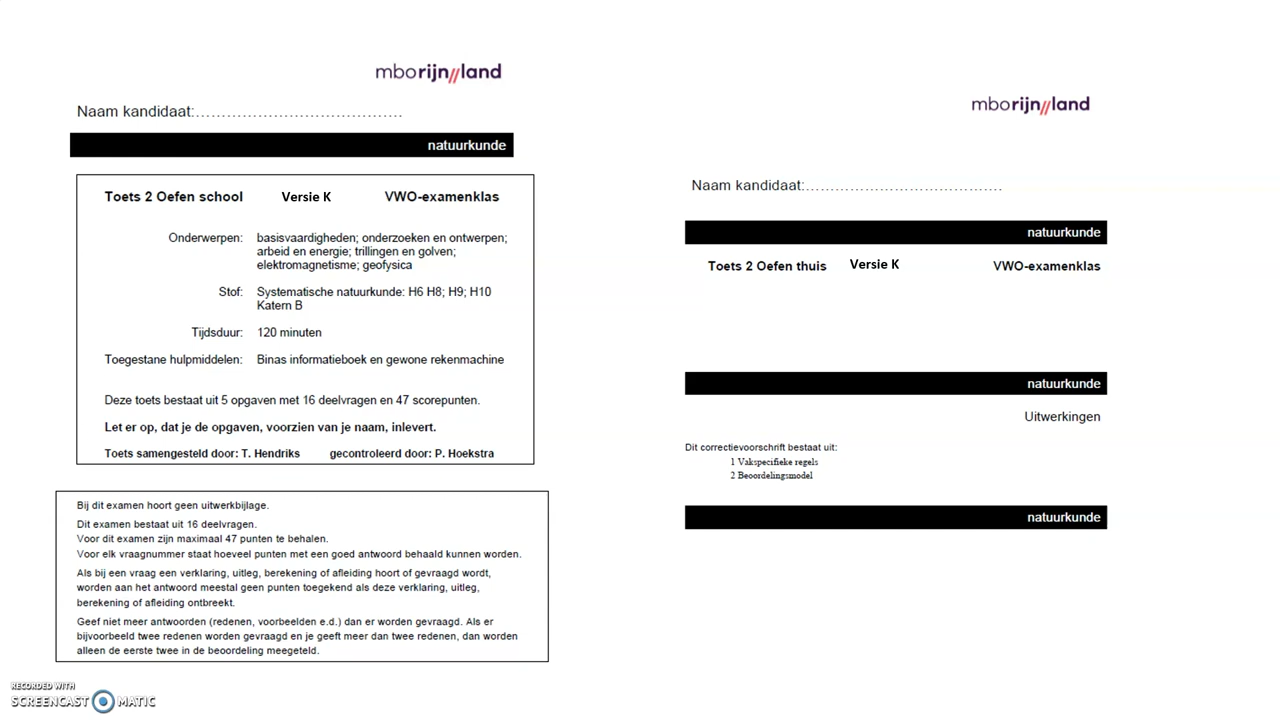 mborijn//land
Naam kandidaat:……………………………………
natuurkunde
Toets 2 Oefen school Versie K VWO-examenklas
Onderwerpen: basisvaardigheden; onderzoeken en ontwerpen;
arbeid en energie; trillingen en golven;
elektromagnetisme; geofysica
Stof: Systematische natuurkunde: H6 H8; H9; H10
Katern B
Tijdsduur: 120 minuten
Toegestane hulpmiddelen: Binas informatieboek en gewone rekenmachine
Deze toets bestaat uit 5 opgaven met 16 deelvragen en 47 scorepunten.
Let er op, dat je de opgaven, voorzien van je naam, inlevert.
Toets samengesteld door: T. Hendriks gecontroleerd door: P. Hoekstra
Bij dit examen hoort geen uitwerkbijlage.
Dit examen bestaat uit 16 deelvragen.
Voor dit examen zijn maximaal 47 punten te behalen.
Voor elk vraagnummer staat hoeveel punten met een goed antwoord behaald kunnen worden.
Als bij een vraag een verklaring, uitleg, berekening of afleiding hoort of gevraagd wordt,
worden aan het antwoord meestal geen punten toegekend als deze verklaring, uitleg,
berekening of afleiding ontbreekt.
Geef niet meer antwoorden (redenen, voorbeelden e.d.) dan er worden gevraagd. Als er
bijvoorbeeld twee redenen worden gevraagd en je geeft meer dan twee redenen, dan worden
alleen de eerste twee in de beoordeling meegeteld.
mborijn//land
Naam kandidaat:…………………………………
natuurkunde
Toets 2 Oefen thuis Versie K VWO-examenklas
natuurkunde
Uitwerkingen
Dit correctievoorschrift bestaat uit:
1 Vakspecifieke regels
2 Beoordelingsmodel
natuurkunde
RECORDED WITH
SCREENCAST MATIC